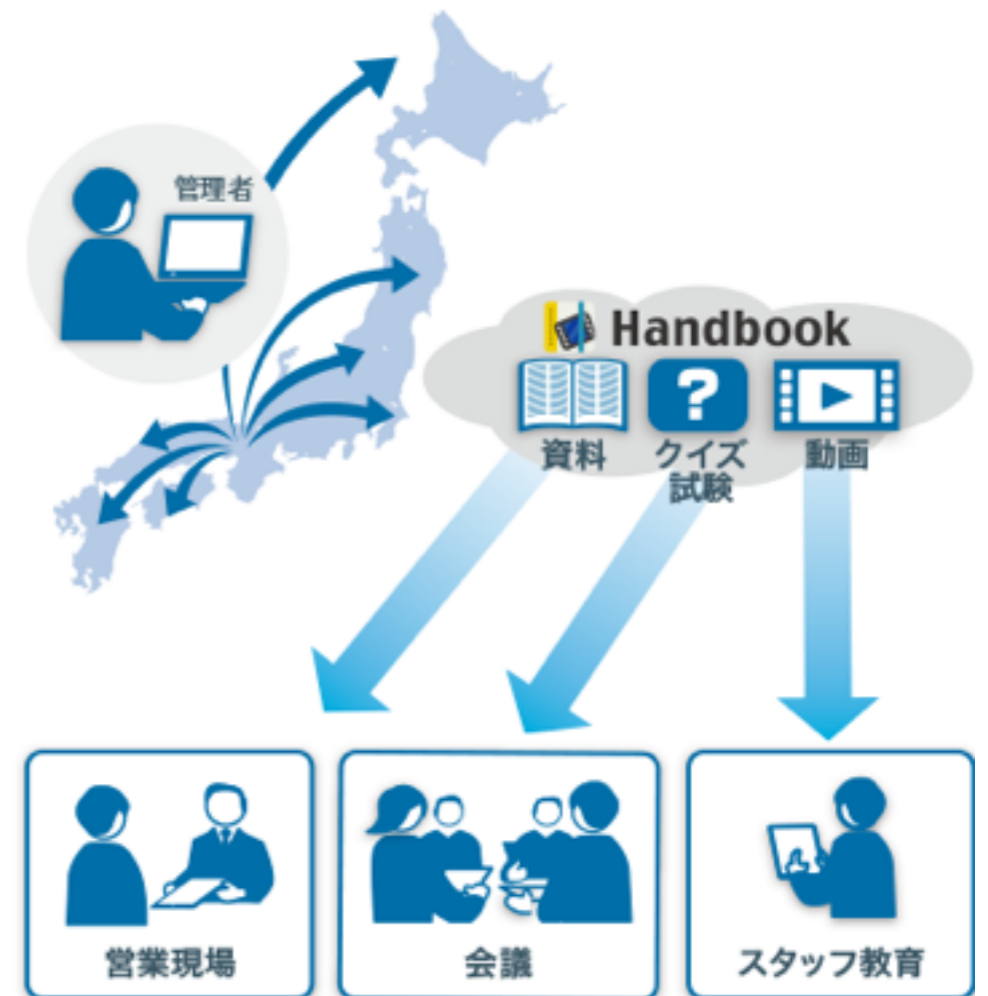 管理者
Handbook
資料
クイズ
試験
動画
営業現場
会議
スタッフ教育